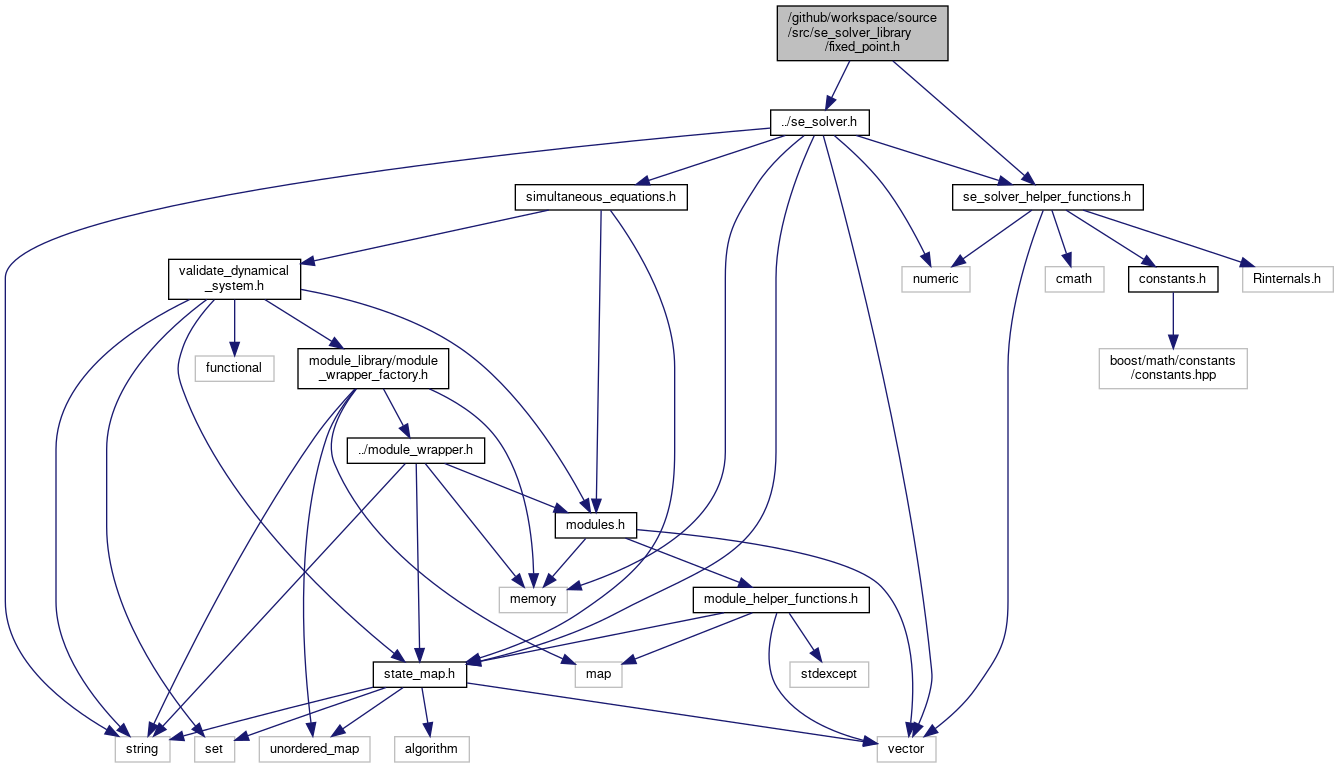 /github/workspace/source
/src/se_solver_library
/fixed_point.h
../se_solver.h
simultaneous_equations.h
se_solver_helper_functions.h
validate_dynamical
_system.h
numeric
cmath
constants.h
Rinternals.h
functional
module_library/module
_wrapper_factory.h
boost/math/constants
/constants.hpp
../module_wrapper.h
modules.h
memory
module_helper_functions.h
state_map.h
map
stdexcept
string
set
unordered_map
algorithm
vector